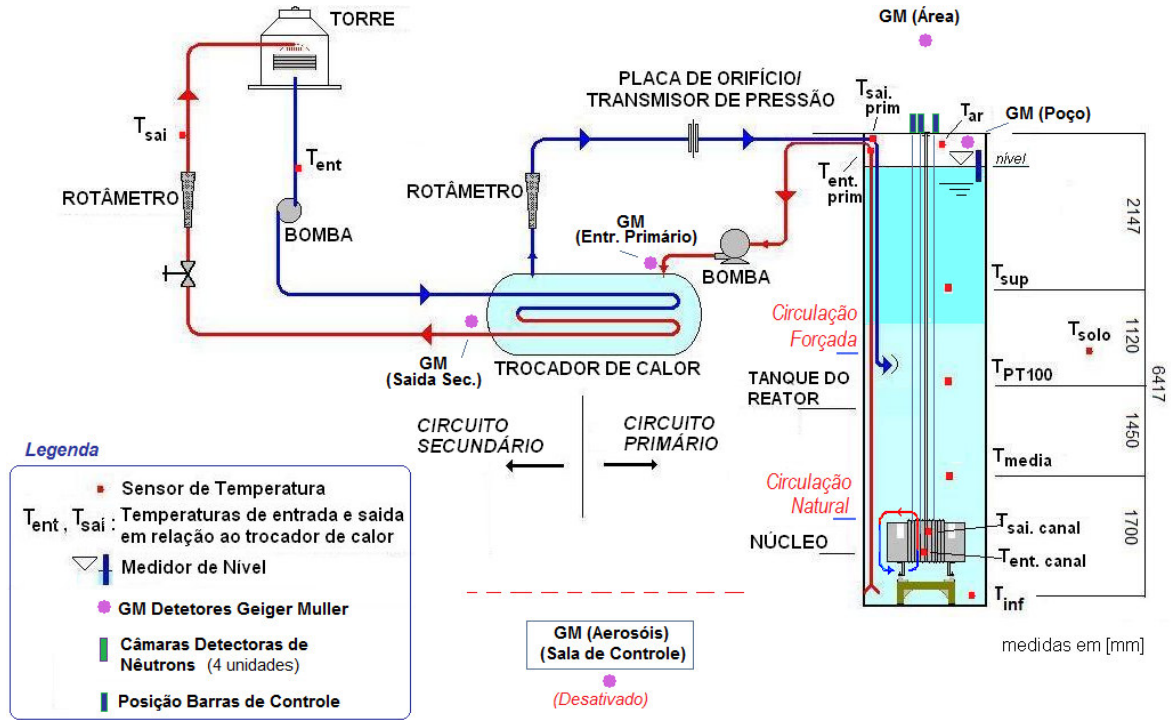 TORRE
GM (Área)
PLACA DE ORIFÍCIO/
TRANSMISOR DE PRESSÃO
Tsai.
prim
Tar
GM (Poço)
nível
Tsai
Tent
Tent.
prim
ROTÂMETRO
ROTÂMETRO
BOMBA
GM
(Entr. Primário)
BOMBA
2147
Tsup
Circulação
Forçada
Tsolo
1120
GM
(Saida Sec.)
TROCADOR DE CALOR
TANQUE DO
REATOR
TPT100
6417
CIRCUITO
SECUNDÁRIO
CIRCUITO
PRIMÁRIO
1450
Tmedia
Circulação
Natural
NÚCLEO
Tsai. canal
Tent. canal
1700
Tinf
medidas em [mm]
GM (Aerosóis)
(Sala de Controle)
(Desativado)
Legenda
Sensor de Temperatura
Tent , Tsaí : Temperaturas de entrada e saida
em relação ao trocador de calor
Medidor de Nível
GM Detetores Geiger Muller
Câmaras Detectoras de
Nêutrons (4 unidades)
Posição Barras de Controle